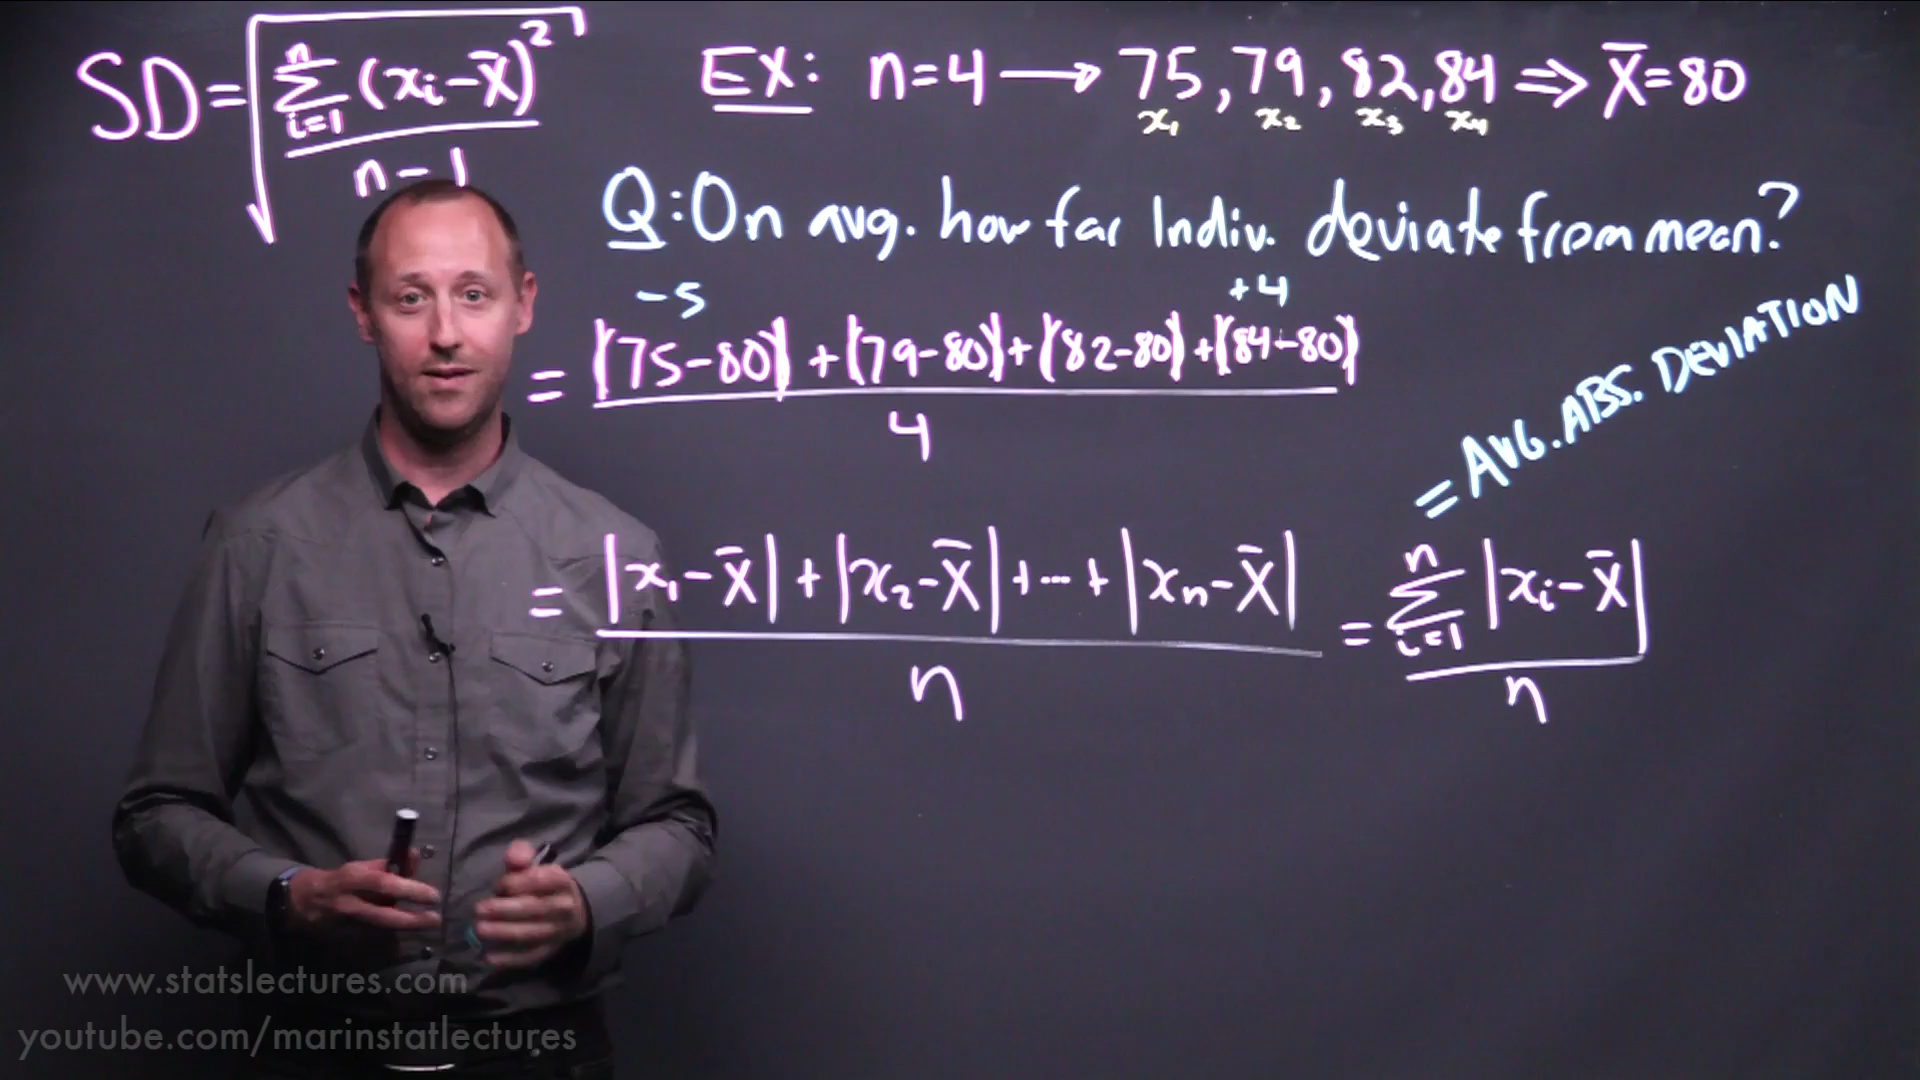 SD = √( Σ_{i=1}^{n} (xᵢ - x̄)² / (n - 1) )
EX: n=4 → 75, 79, 82, 84 ⇒ x̄ = 80
x₁ x₂ x₃ x₄
Q: On avg. how far Indiv. deviate from mean?
-5 +4
= (|75-80|) + (|79-80|) + (|82-80|) + (|84-80|)
4
= AVG. ABS. DEVIATION
= |x₁ - x̄| + |x₂ - x̄| + ... + |xₙ - x̄| = Σ_{i=1}^{n} |xᵢ - x̄|
n n
www.statslectures.com
youtube.com/marinstatlectures